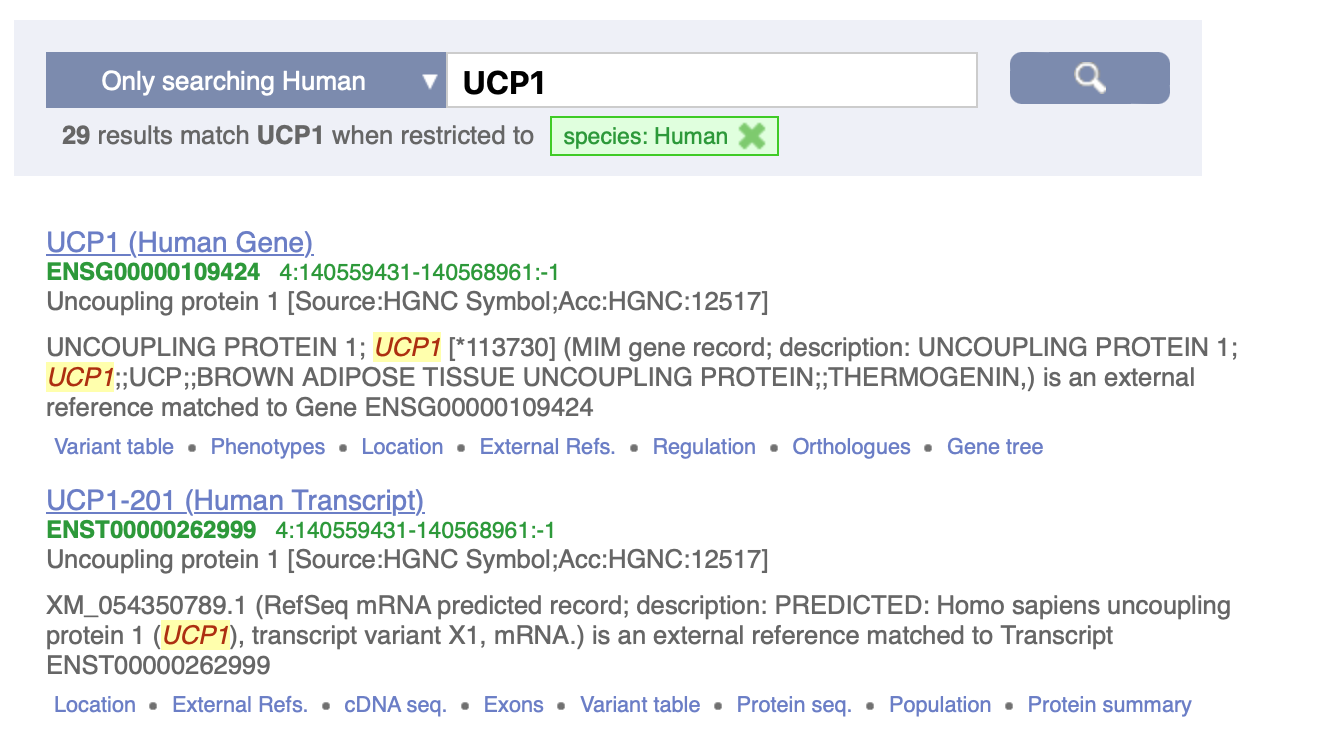 Only searching Human ▼ UCP1
29 results match UCP1 when restricted to species: Human
UCP1 (Human Gene)
ENSG00000109424 4:140559431-140568961:-1
Uncoupling protein 1 [Source:HGNC Symbol;Acc:HGNC:12517]
UNCOUPLING PROTEIN 1; UCP1 [*113730] (MIM gene record; description: UNCOUPLING PROTEIN 1;
UCP1;;UCP;;BROWN ADIPOSE TISSUE UNCOUPLING PROTEIN;;THERMOGENIN,) is an external
reference matched to Gene ENSG00000109424
Variant table • Phenotypes • Location • External Refs. • Regulation • Orthologues • Gene tree
UCP1-201 (Human Transcript)
ENST00000262999 4:140559431-140568961:-1
Uncoupling protein 1 [Source:HGNC Symbol;Acc:HGNC:12517]
XM_054350789.1 (RefSeq mRNA predicted record; description: PREDICTED: Homo sapiens uncoupling
protein 1 (UCP1), transcript variant X1, mRNA.) is an external reference matched to Transcript
ENST00000262999
Location • External Refs. • cDNA seq. • Exons • Variant table • Protein seq. • Population • Protein summary